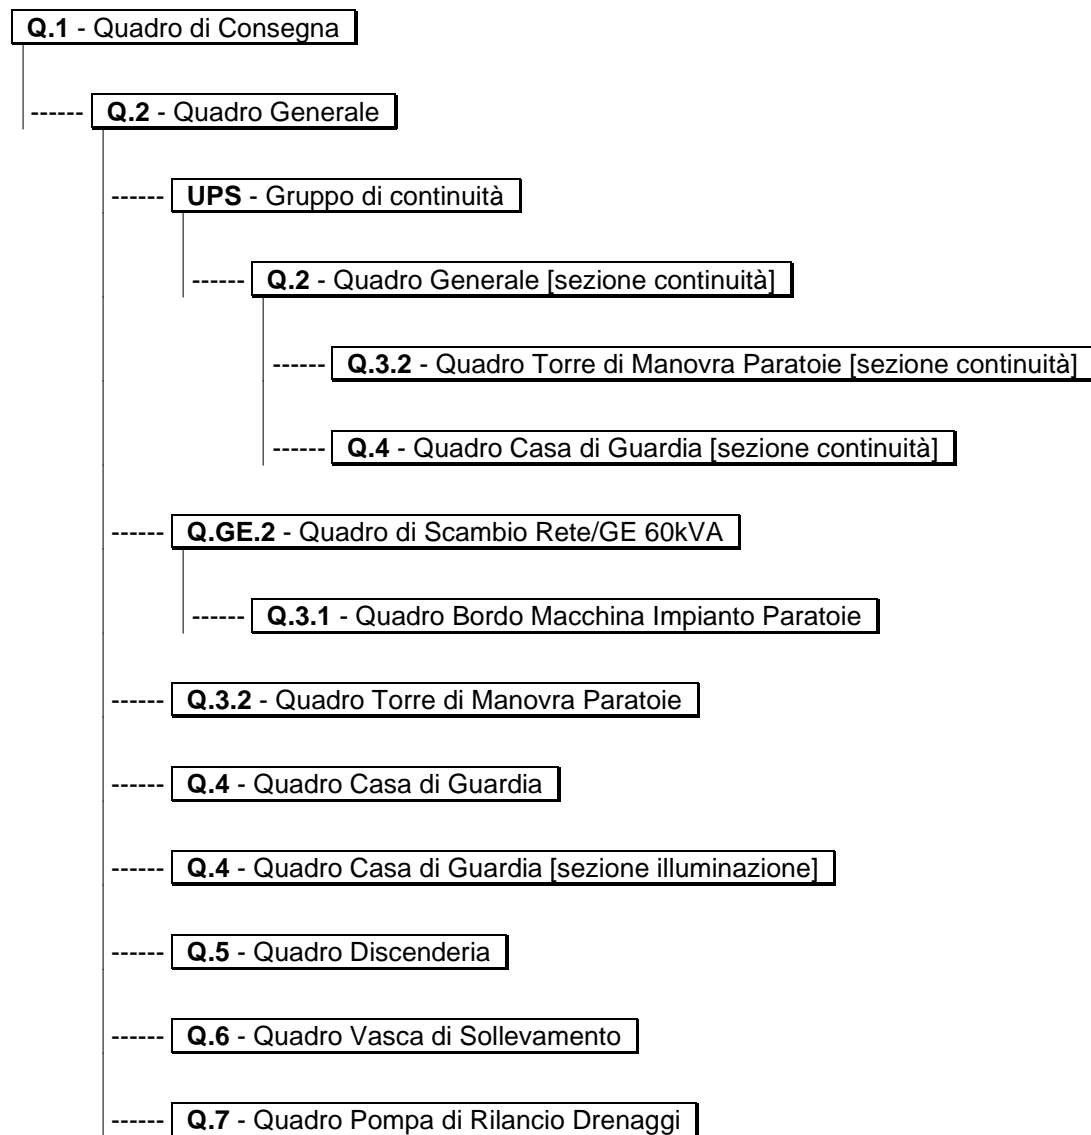 Q.1 - Quadro di Consegna
------ Q.2 - Quadro Generale
------ UPS - Gruppo di continuità
------ Q.2 - Quadro Generale [sezione continuità]
------ Q.3.2 - Quadro Torre di Manovra Paratoie [sezione continuità]
------ Q.4 - Quadro Casa di Guardia [sezione continuità]
------ Q.GE.2 - Quadro di Scambio Rete/GE 60kVA
------ Q.3.1 - Quadro Bordo Macchina Impianto Paratoie
------ Q.3.2 - Quadro Torre di Manovra Paratoie
------ Q.4 - Quadro Casa di Guardia
------ Q.4 - Quadro Casa di Guardia [sezione illuminazione]
------ Q.5 - Quadro Discenderia
------ Q.6 - Quadro Vasca di Sollevamento
------ Q.7 - Quadro Pompa di Rilancio Drenaggi